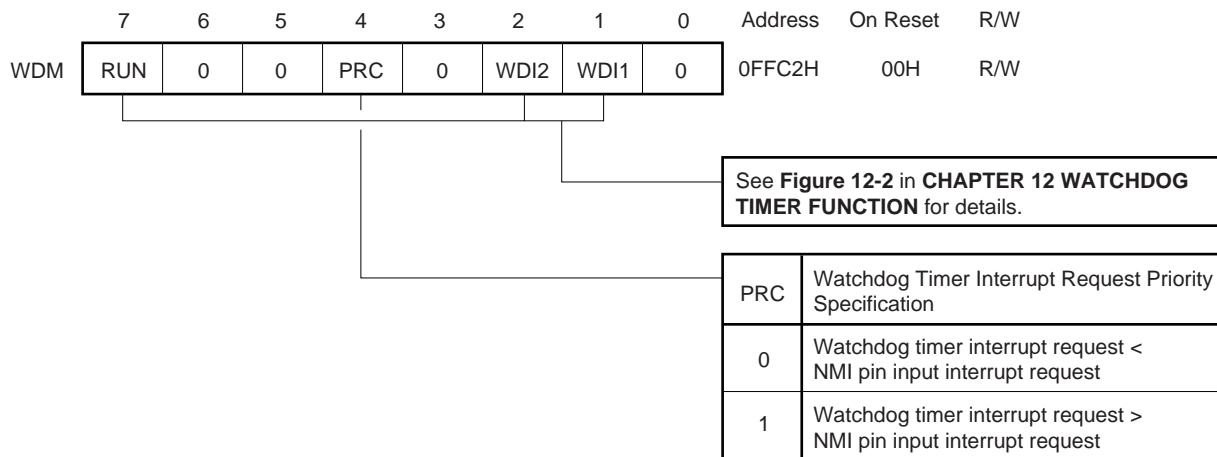 7 6 5 4 3 2 1 0 Address On Reset R/W
WDM RUN 0 0 PRC 0 WDI2 WDI1 0 0FFC2H 00H R/W
See Figure 12-2 in CHAPTER 12 WATCHDOG
TIMER FUNCTION for details.
PRC Watchdog Timer Interrupt Request Priority
Specification
0 Watchdog timer interrupt request <
NMI pin input interrupt request
1 Watchdog timer interrupt request >
NMI pin input interrupt request